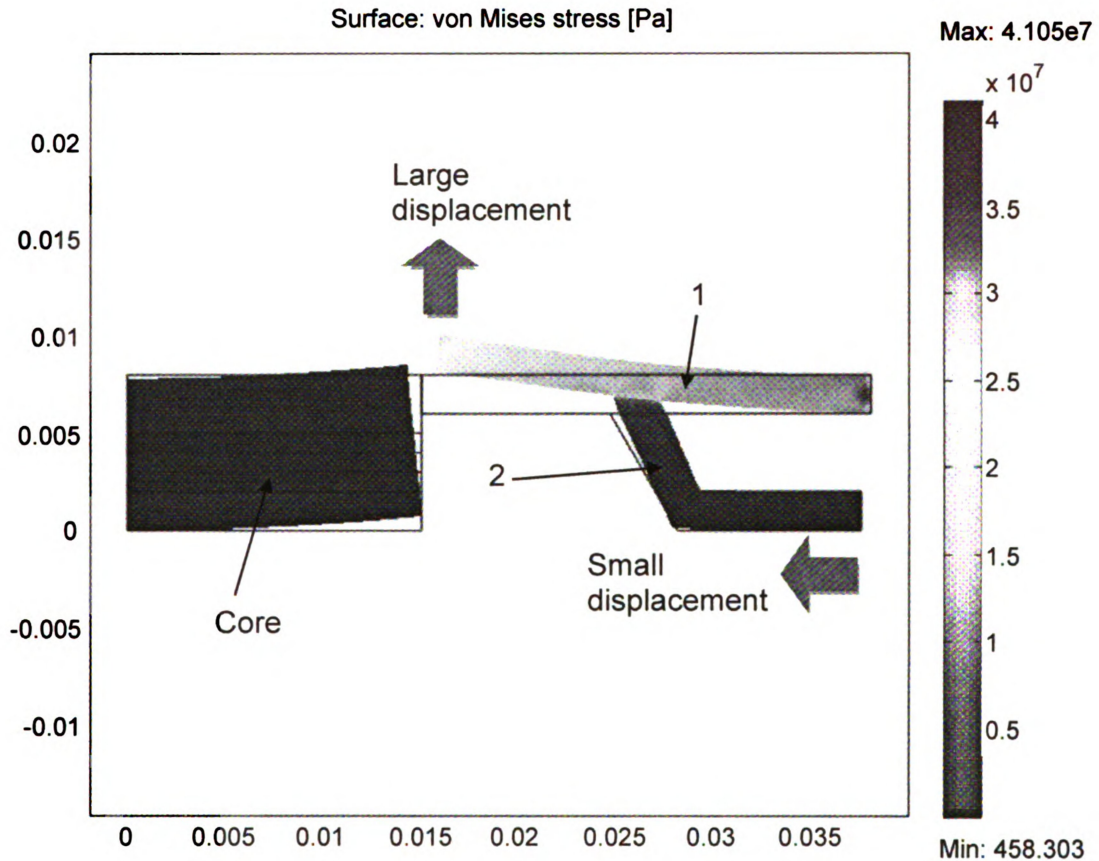 Surface: von Mises stress [Pa]
Max: 4.105e7
x 10^7
4
3.5
3
2.5
2
1.5
1
0.5
Min: 458.303
0.02
0.015
0.01
0.005
0
-0.005
-0.01
Large
displacement
1
2
Small
displacement
Core
0 0.005 0.01 0.015 0.02 0.025 0.03 0.035